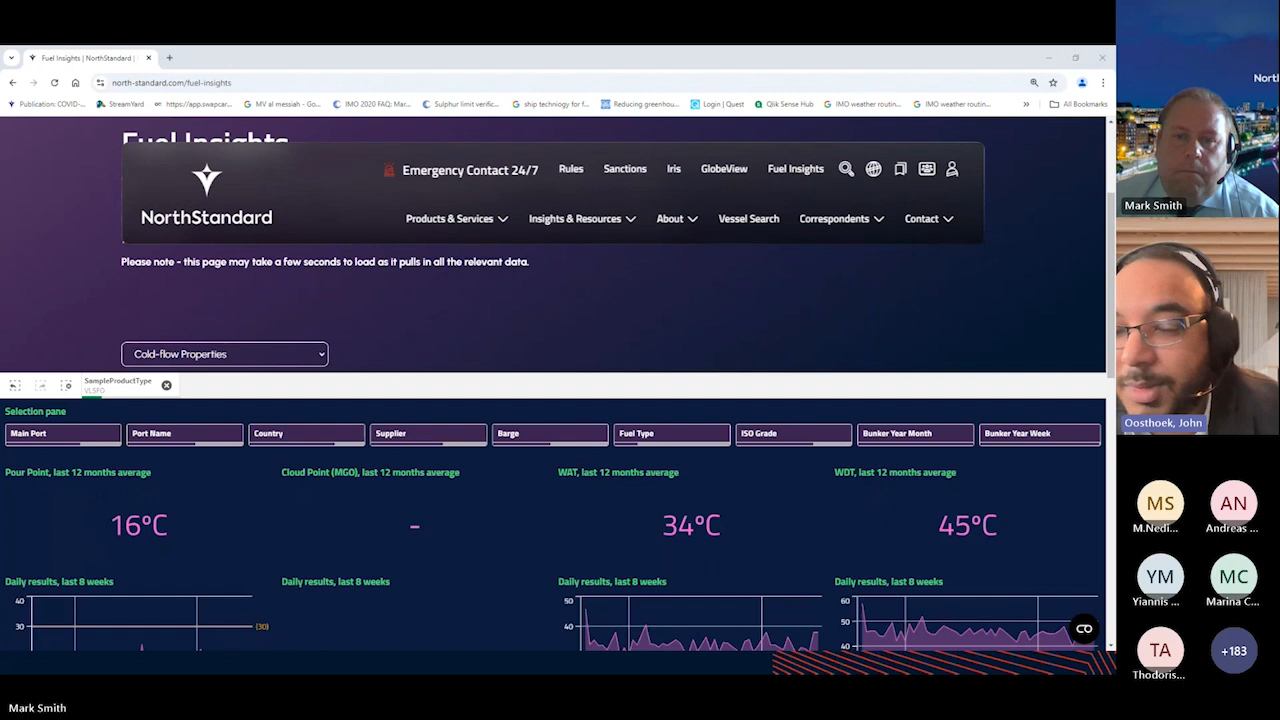 Fuel Insights | NorthStandard |
north-standard.com/fuel-insights
Publication: COVID-...
StreamYard
https://app.swapcar...
MV al messiah - Go...
IMO 2020 FAQ: Mar...
Sulphur limit verific...
ship technlogy for f...
Reducing greenhou...
Login | Quest
Qlik Sense Hub
IMO weather routin...
IMO weather routin...
»
All Bookmarks
Fuel Insights
Emergency Contact 24/7
Rules
Sanctions
Iris
GlobeView
Fuel Insights
NorthStandard
Products & Services
Insights & Resources
About
Vessel Search
Correspondents
Contact
Please note - this page may take a few seconds to load as it pulls in all the relevant data.
Cold-flow Properties
SampleProductType
VLSFO
Selection pane
Main Port
Port Name
Country
Supplier
Barge
Fuel Type
ISO Grade
Bunker Year Month
Bunker Year Week
Pour Point, last 12 months average
Cloud Point (MGO), last 12 months average
WAT, last 12 months average
WDT, last 12 months average
16°C
-
34°C
45°C
Daily results, last 8 weeks
Daily results, last 8 weeks
Daily results, last 8 weeks
Daily results, last 8 weeks
40
30
(30)
50
40
60
50
40
North
Mark Smith
Oosthoek, John
MS
M.Nedi...
AN
Andreas ...
YM
Yiannis ...
MC
Marina C...
TA
Thodoris...
+183
Mark Smith